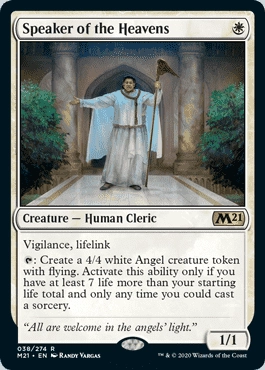 Speaker of the Heavens
Creature — Human Cleric
M21
Vigilance, lifelink
: Create a 4/4 white Angel creature token
with flying. Activate this ability only if you
have at least 7 life more than your starting
life total and only any time you could cast
a sorcery.
“All are welcome in the angels’ light.”
1/1
038/274 R
M21 • EN RANDY VARGAS
™ & © 2020 Wizards of the Coast